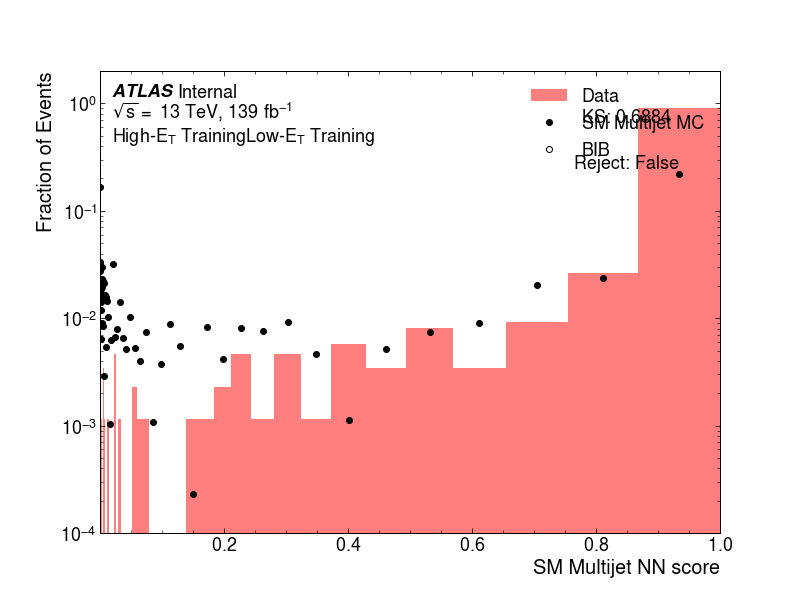 ATLAS Internal
√s = 13 TeV, 139 fb⁻¹
High-E_T TrainingLow-E_T Training
Data
KS: 0.6884
SM Multijet MC
BIB
Reject: False
Fraction of Events
10⁰
10⁻¹
10⁻²
10⁻³
10⁻⁴
0.2 0.4 0.6 0.8 1.0
SM Multijet NN score